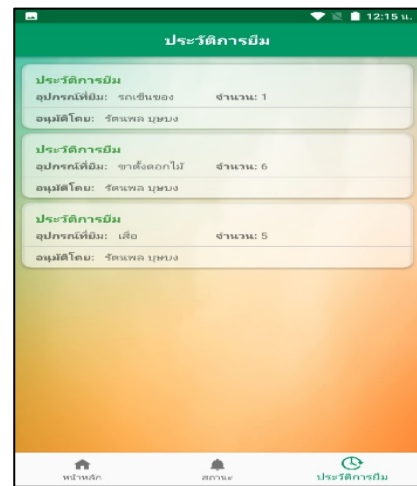 12:15 น.
ประวัติการยืม
ประวัติการยืม
อุปกรณ์ที่ยืม: รถเข็นของ จำนวน: 1
อนุมัติโดย: รัตนพล บุษบง
ประวัติการยืม
อุปกรณ์ที่ยืม: ขาตั้งดอกไม้ จำนวน: 6
อนุมัติโดย: รัตนพล บุษบง
ประวัติการยืม
อุปกรณ์ที่ยืม: เสื่อ จำนวน: 5
อนุมัติโดย: รัตนพล บุษบง
หน้าหลัก สถานะ ประวัติการยืม